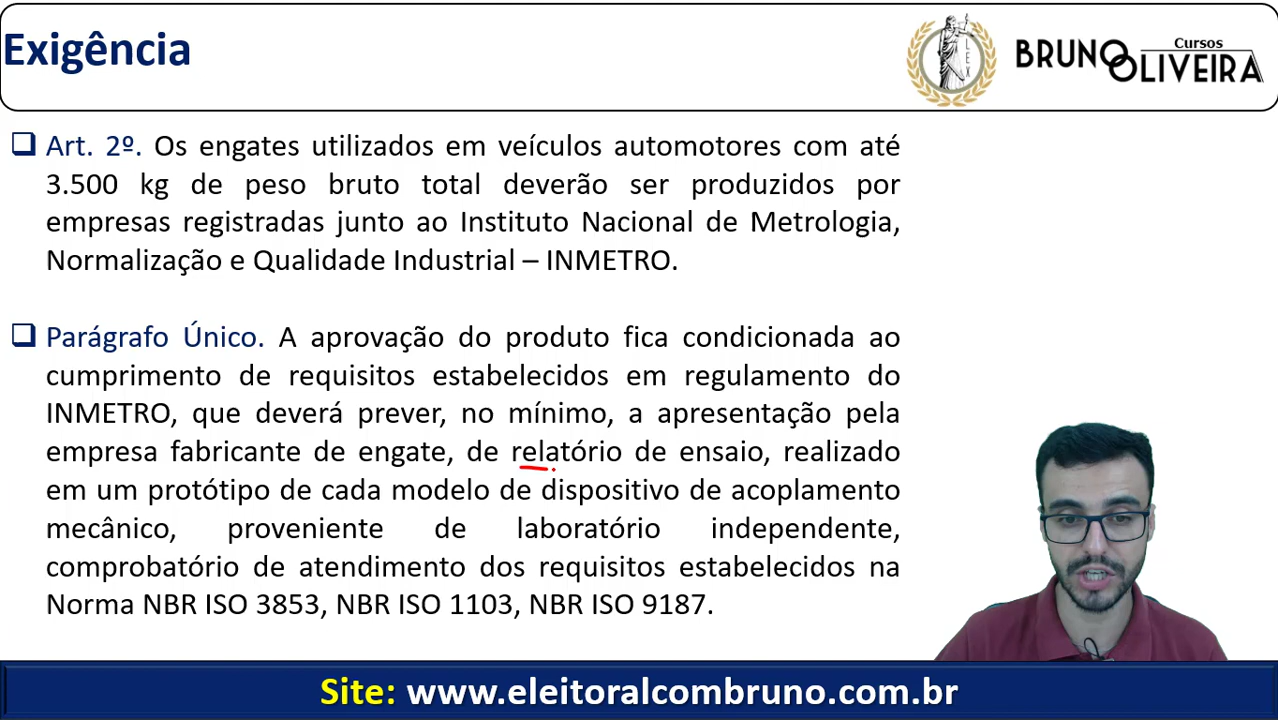 Exigência
Cursos
BRUNO OLIVEIRA
LEX
Art. 2º. Os engates utilizados em veículos automotores com até
3.500 kg de peso bruto total deverão ser produzidos por
empresas registradas junto ao Instituto Nacional de Metrologia,
Normalização e Qualidade Industrial – INMETRO.
Parágrafo Único. A aprovação do produto fica condicionada ao
cumprimento de requisitos estabelecidos em regulamento do
INMETRO, que deverá prever, no mínimo, a apresentação pela
empresa fabricante de engate, de relatório de ensaio, realizado
em um protótipo de cada modelo de dispositivo de acoplamento
mecânico, proveniente de laboratório independente,
comprobatório de atendimento dos requisitos estabelecidos na
Norma NBR ISO 3853, NBR ISO 1103, NBR ISO 9187.
Site: www.eleitoralcombruno.com.br